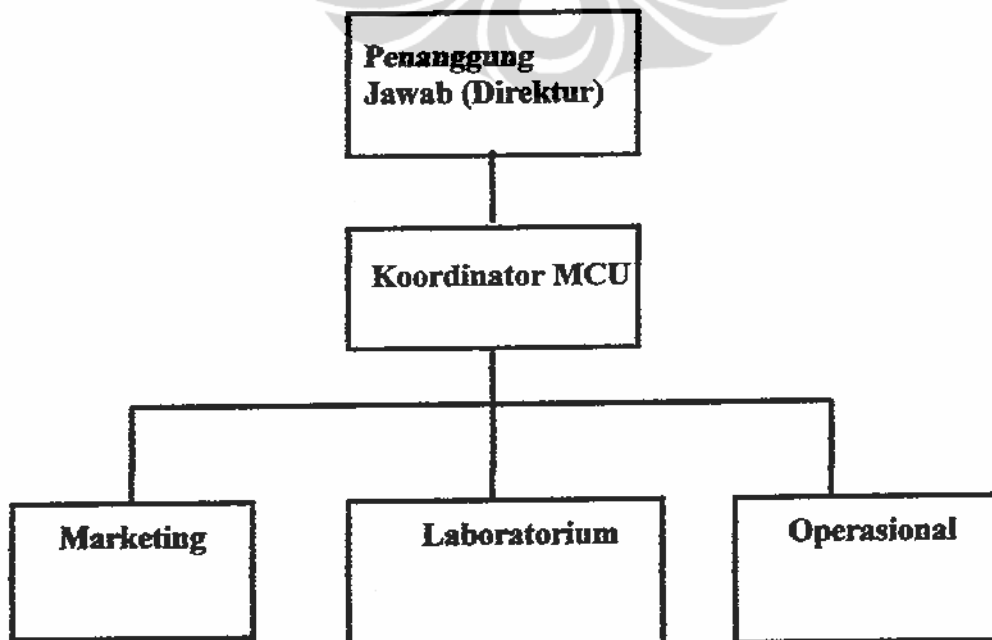 Penanggung
Jawab (Direktur)
Koordinator MCU
Marketing
Laboratorium
Operasional